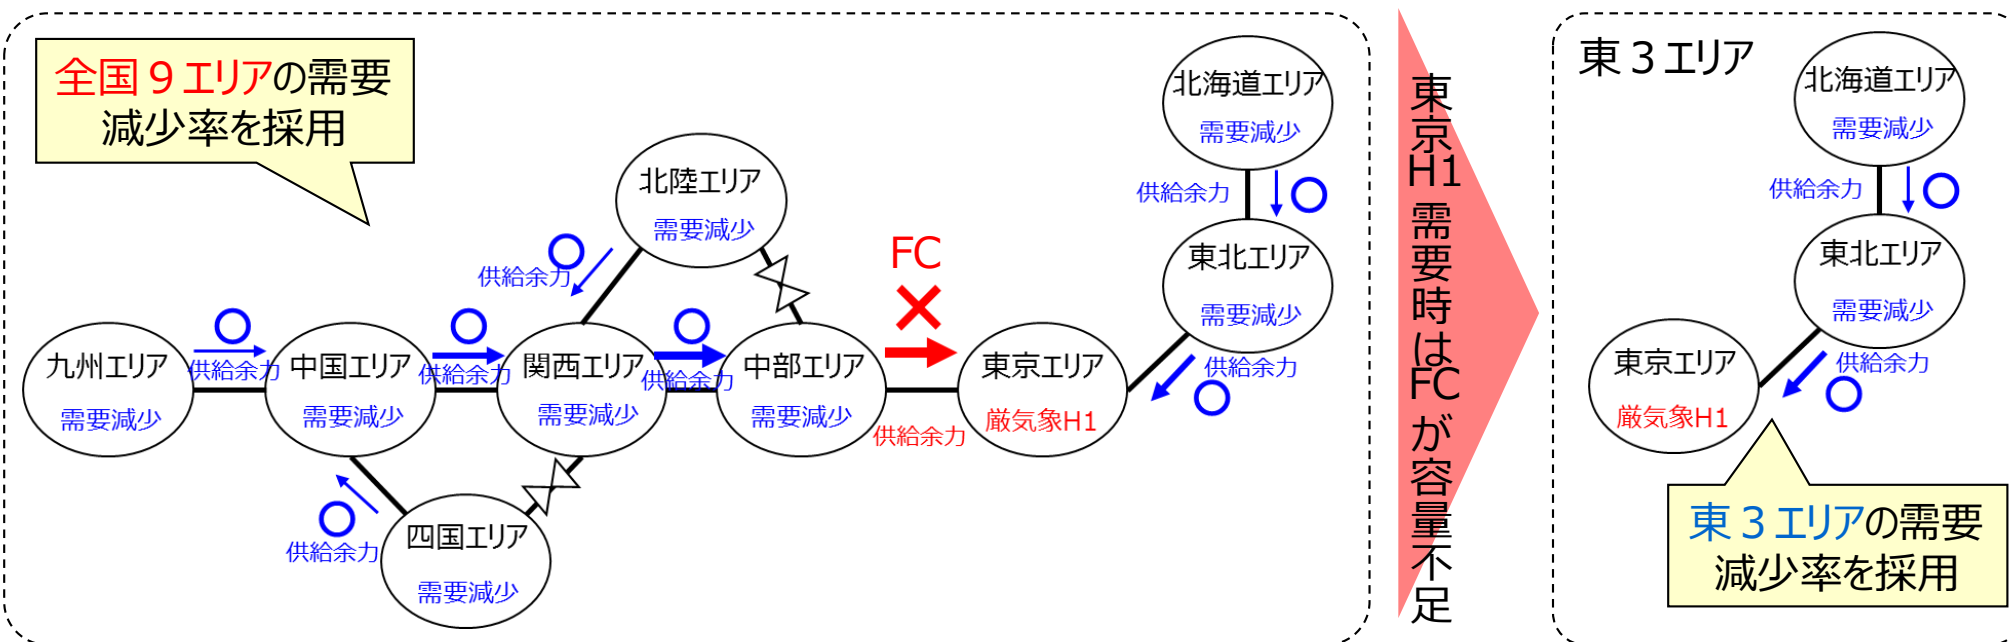 全国９エリアの需要
減少率を採用
北海道エリア
需要減少
供給余力
北陸エリア
需要減少
供給余力
FC
東北エリア
需要減少
供給余力
九州エリア
需要減少
供給余力
中国エリア
需要減少
供給余力
関西エリア
需要減少
供給余力
中部エリア
需要減少
供給余力
東京エリア
厳気象H1
四国エリア
需要減少
供給余力
東京H1需要時はFCが容量不足
東３エリア
北海道エリア
需要減少
供給余力
東北エリア
需要減少
供給余力
東京エリア
厳気象H1
東３エリアの需要
減少率を採用